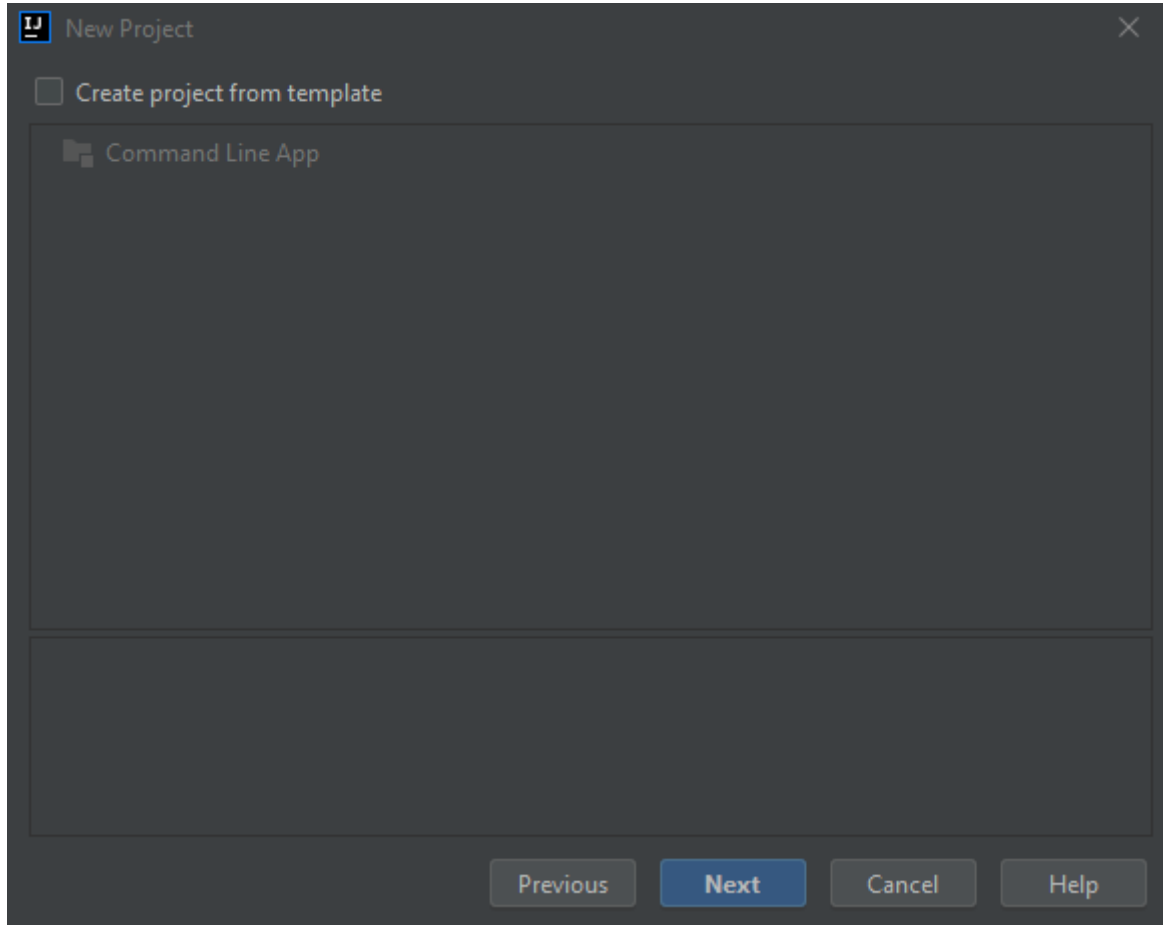 IJ
New Project
Create project from template
Command Line App
Previous
Next
Cancel
Help